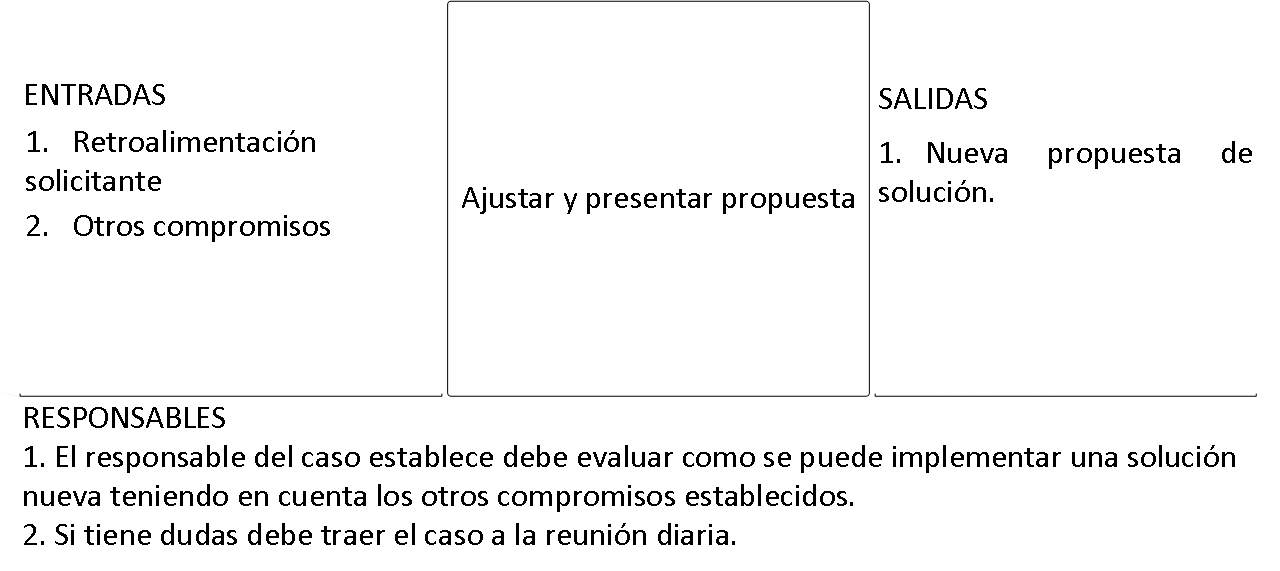 ENTRADAS
1. Retroalimentación
solicitante
2. Otros compromisos
Ajustar y presentar propuesta
SALIDAS
1. Nueva propuesta de
solución.
RESPONSABLES
1. El responsable del caso establece debe evaluar como se puede implementar una solución
nueva teniendo en cuenta los otros compromisos establecidos.
2. Si tiene dudas debe traer el caso a la reunión diaria.